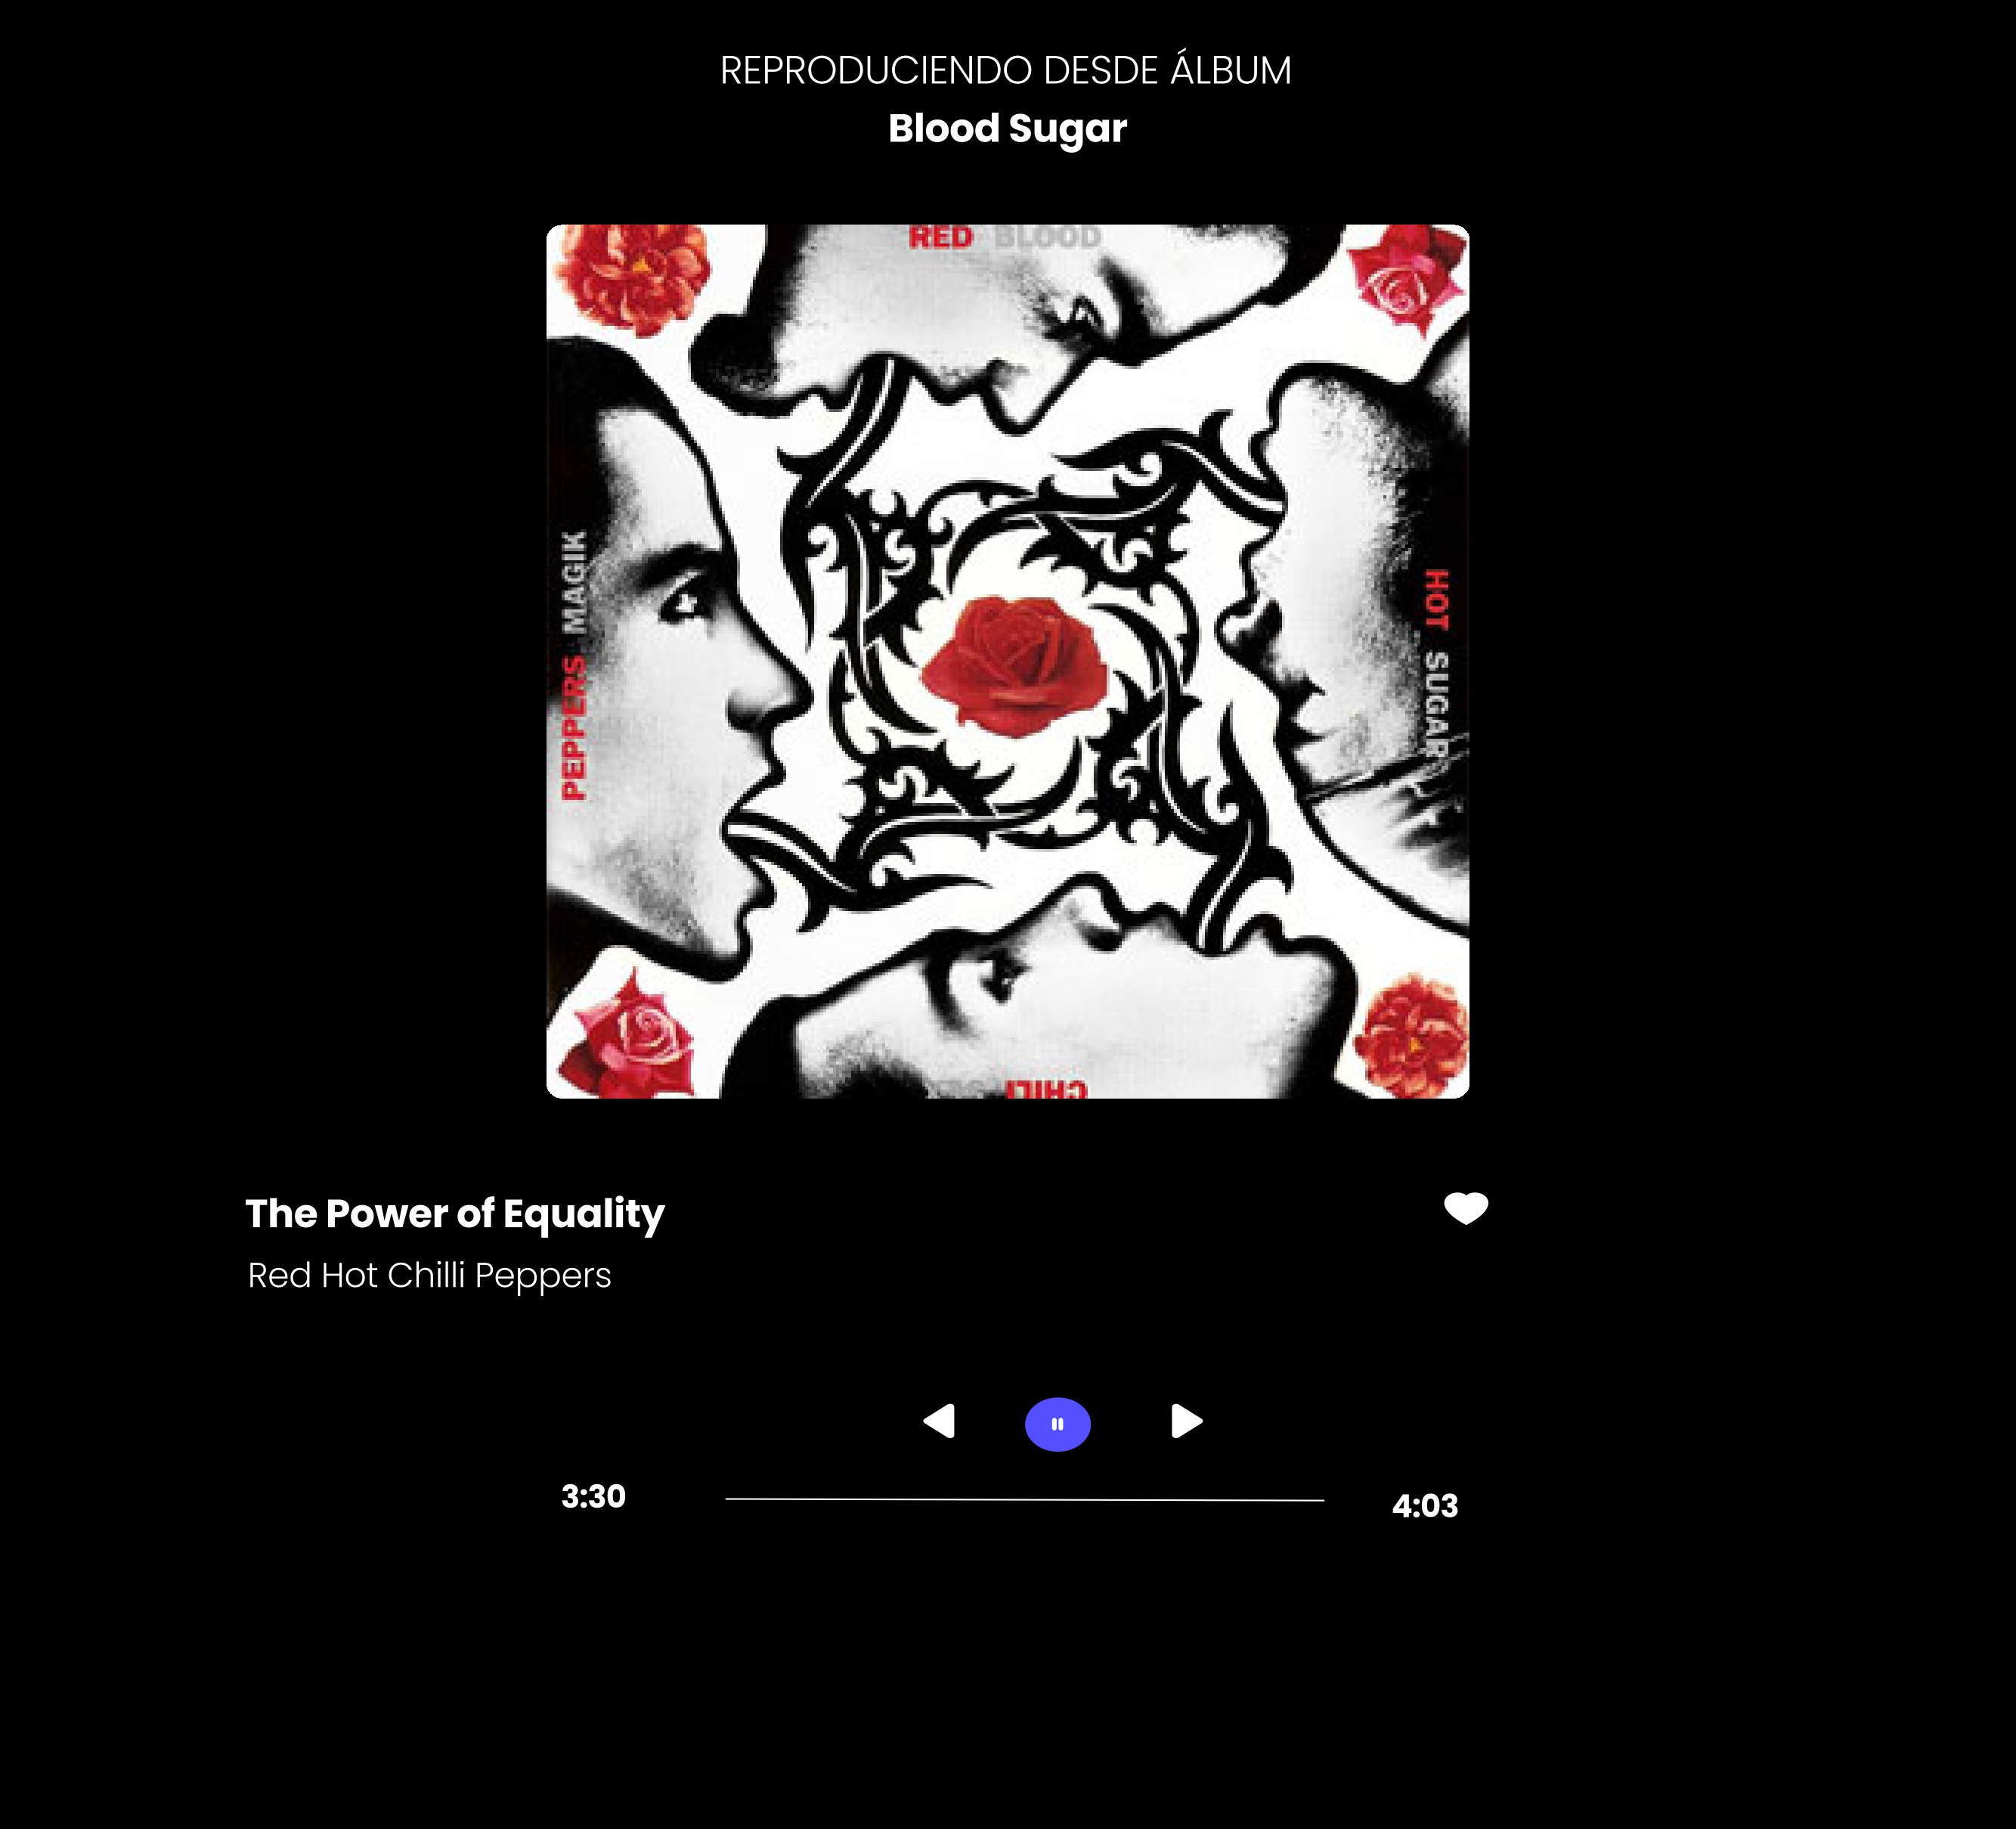 REPRODUCIENDO DESDE ÁLBUM
Blood Sugar
RED BLOOD
PEPPERS MAGIK
HOT SUGAR
CHILI
The Power of Equality
Red Hot Chilli Peppers
3:30
4:03